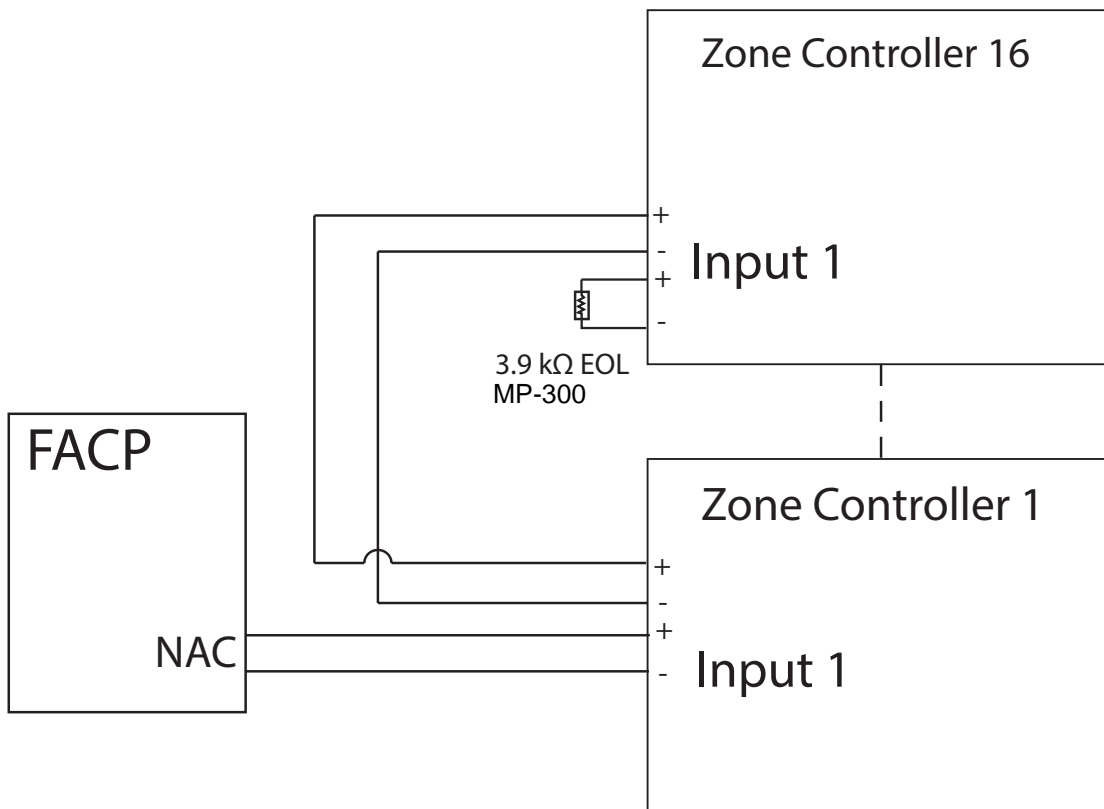 Zone Controller 16
+
-
Input 1
+
-
3.9 kΩ EOL
MP-300
FACP
Zone Controller 1
+
-
NAC
+
Input 1
-